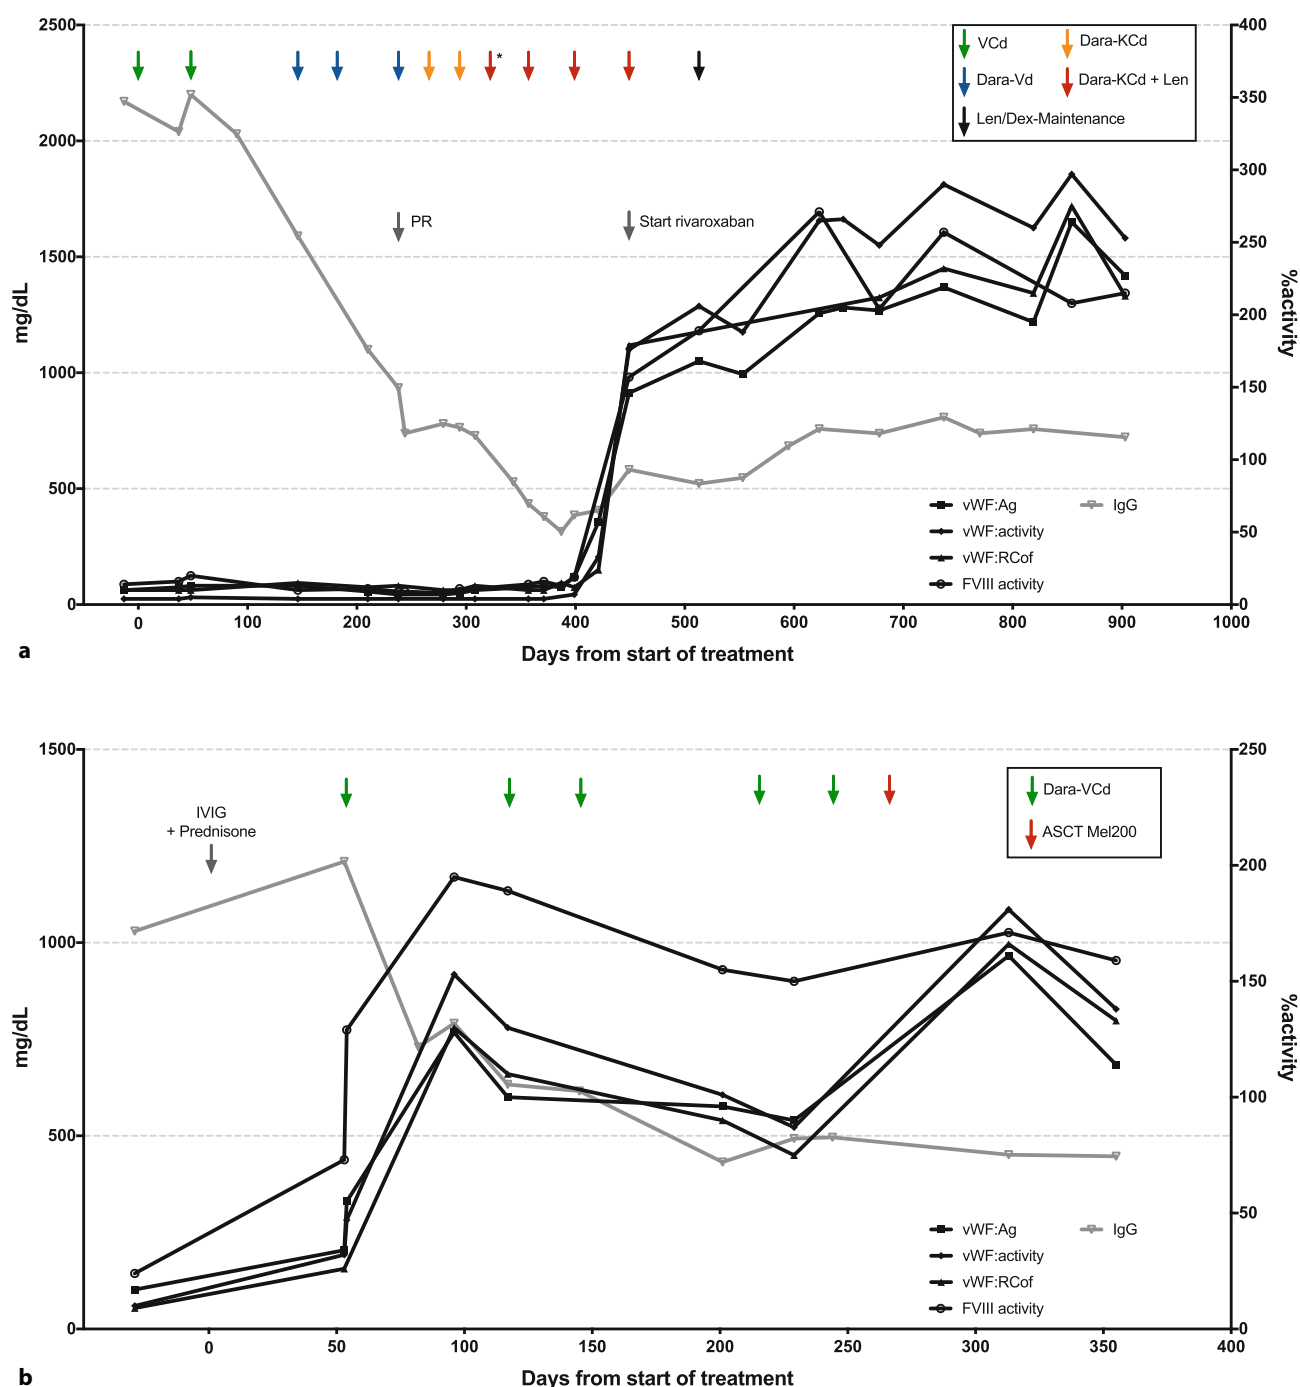 2500
2000
1500
1000
500
0
mg/dL
400
350
300
250
200
150
100
50
0
%activity
VCd
Dara-KCd
Dara-Vd
Dara-KCd + Len
Len/Dex-Maintenance
*
PR
Start rivaroxaban
vWF:Ag
IgG
vWF:activity
vWF:RCof
FVIII activity
0 100 200 300 400 500 600 700 800 900 1000
Days from start of treatment
a
1500
1000
500
0
mg/dL
250
200
150
100
50
0
%activity
Dara-VCd
ASCT Mel200
IVIG
+ Prednisone
vWF:Ag
IgG
vWF:activity
vWF:RCof
FVIII activity
0 50 100 150 200 250 300 350 400
Days from start of treatment
b